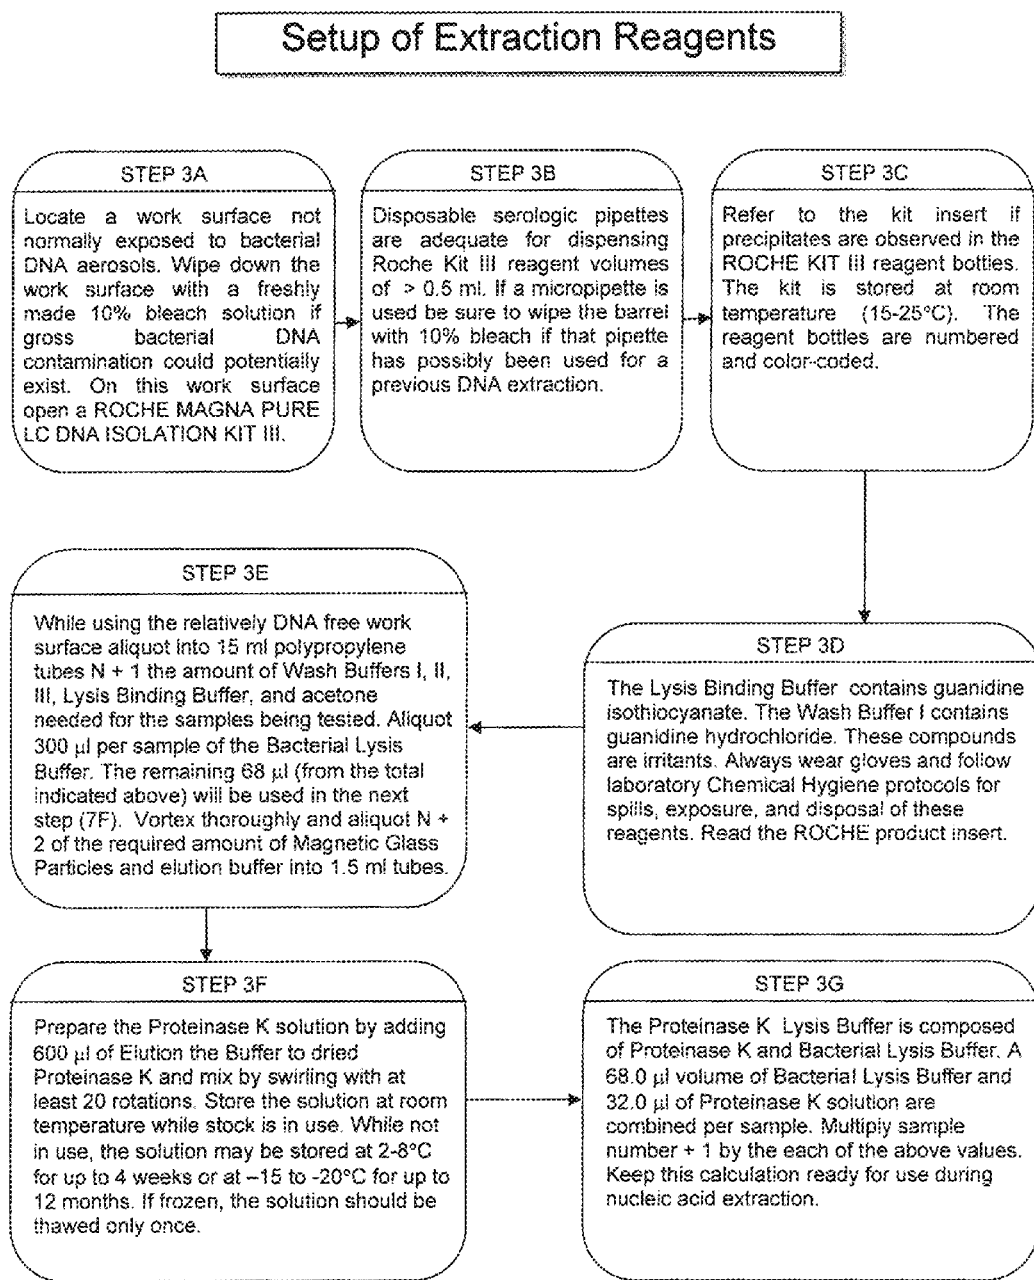 Setup of Extraction Reagents
STEP 3A
Locate a work surface not
normally exposed to bacterial
DNA aerosols. Wipe down the
work surface with a freshly
made 10% bleach solution if
gross bacterial DNA
contamination could potentially
exist. On this work surface
open a ROCHE MAGNA PURE
LC DNA ISOLATION KIT III.
STEP 3B
Disposable serologic pipettes
are adequate for dispensing
Roche Kit III reagent volumes
of > 0.5 ml. If a micropipette is
used be sure to wipe the barrel
with 10% bleach if that pipette
has possibly been used for a
previous DNA extraction.
STEP 3C
Refer to the kit insert if
precipitates are observed in the
ROCHE KIT III reagent bottles.
The kit is stored at room
temperature (15-25°C). The
reagent bottles are numbered
and color-coded.
STEP 3D
The Lysis Binding Buffer contains guanidine
isothiocyanate. The Wash Buffer I contains
guanidine hydrochloride. These compounds
are irritants. Always wear gloves and follow
laboratory Chemical Hygiene protocols for
spills, exposure, and disposal of these
reagents. Read the ROCHE product insert.
STEP 3E
While using the relatively DNA free work
surface aliquot into 15 ml polypropylene
tubes N + 1 the amount of Wash Buffers I, II,
III, Lysis Binding Buffer, and acetone
needed for the samples being tested. Aliquot
300 µl per sample of the Bacterial Lysis
Buffer. The remaining 68 µl (from the total
indicated above) will be used in the next
step (7F). Vortex thoroughly and aliquot N +
2 of the required amount of Magnetic Glass
Particles and elution buffer into 1.5 ml tubes.
STEP 3F
Prepare the Proteinase K solution by adding
600 µl of Elution the Buffer to dried
Proteinase K and mix by swirling with at
least 20 rotations. Store the solution at room
temperature while stock is in use. While not
in use, the solution may be stored at 2-8°C
for up to 4 weeks or at –15 to -20°C for up to
12 months. If frozen, the solution should be
thawed only once.
STEP 3G
The Proteinase K Lysis Buffer is composed
of Proteinase K and Bacterial Lysis Buffer. A
68.0 µl volume of Bacterial Lysis Buffer and
32.0 µl of Proteinase K solution are
combined per sample. Multiply sample
number + 1 by the each of the above values.
Keep this calculation ready for use during
nucleic acid extraction.